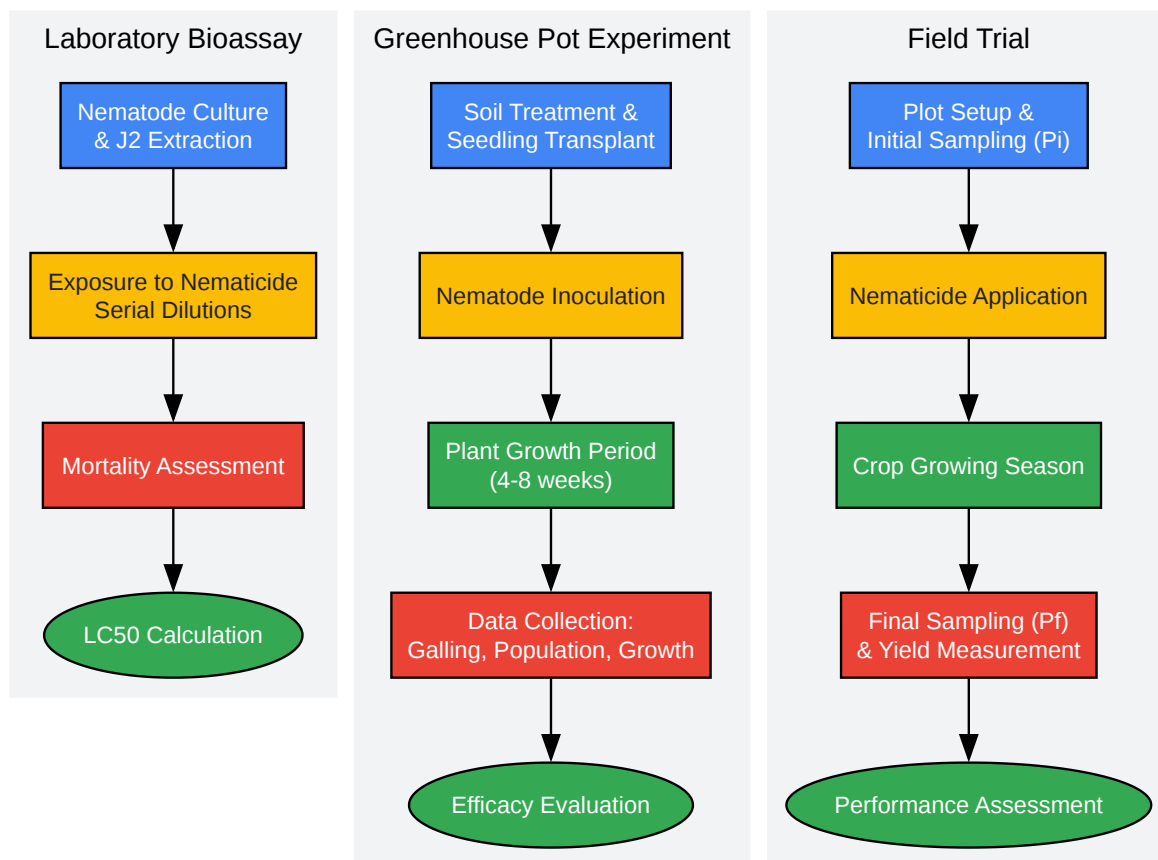 Laboratory Bioassay
Nematode Culture
& J2 Extraction
Exposure to Nematicide
Serial Dilutions
Mortality Assessment
LC50 Calculation
Greenhouse Pot Experiment
Soil Treatment &
Seedling Transplant
Nematode Inoculation
Plant Growth Period
(4-8 weeks)
Data Collection:
Galling, Population, Growth
Efficacy Evaluation
Field Trial
Plot Setup &
Initial Sampling (Pi)
Nematicide Application
Crop Growing Season
Final Sampling (Pf)
& Yield Measurement
Performance Assessment